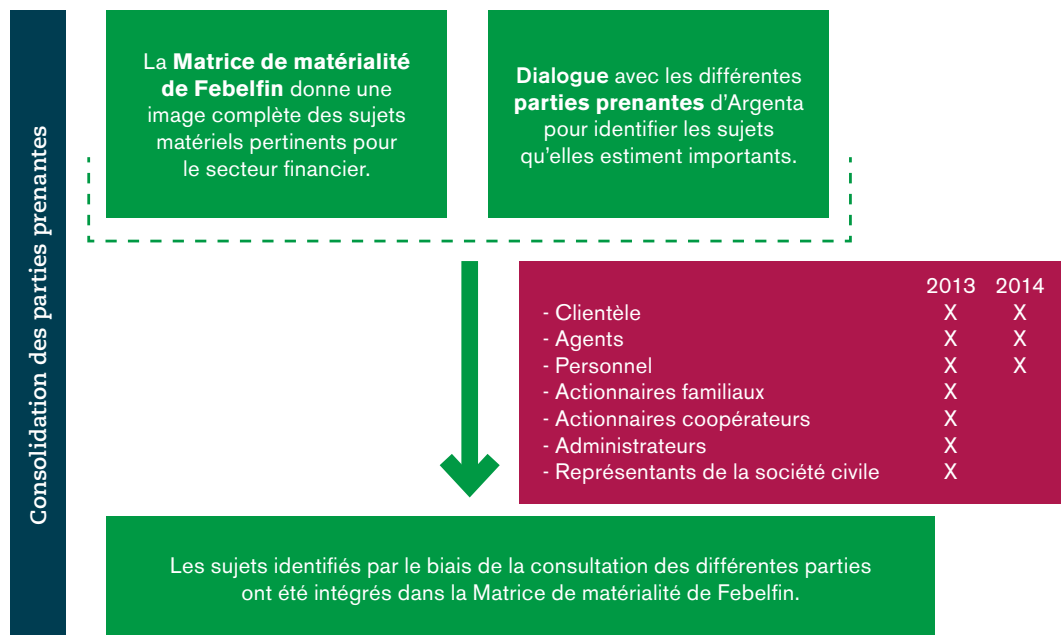 Consolidation des parties prenantes
La Matrice de matérialité
de Febelfin donne une
image complète des sujets
matériels pertinents pour
le secteur financier.
Dialogue avec les différentes
parties prenantes d'Argenta
pour identifier les sujets
qu'elles estiment importants.
2013 2014
- Clientèle X X
- Agents X X
- Personnel X X
- Actionnaires familiaux X
- Actionnaires coopérateurs X
- Administrateurs X
- Représentants de la société civile X
Les sujets identifiés par le biais de la consultation des différentes parties
ont été intégrés dans la Matrice de matérialité de Febelfin.